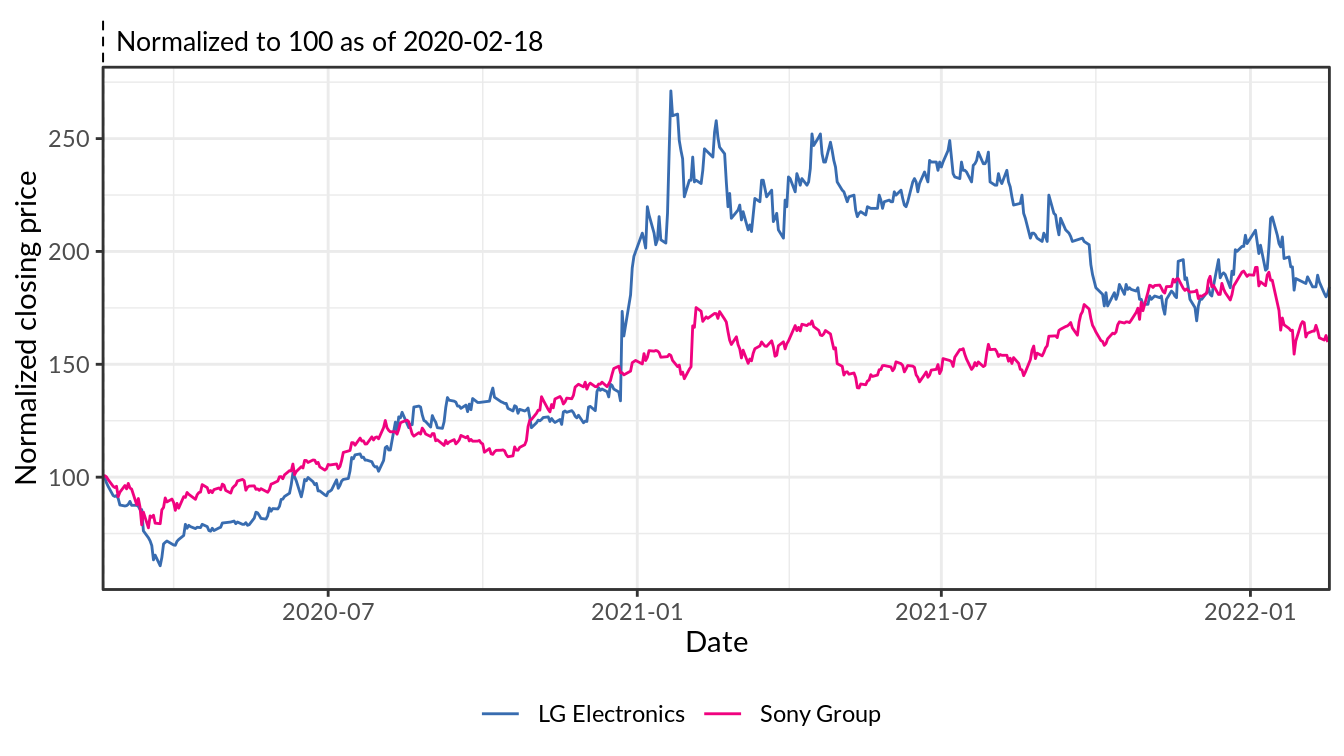 Normalized to 100 as of 2020-02-18
Normalized closing price
250
200
150
100
2020-07
2021-01
2021-07
2022-01
Date
LG Electronics
Sony Group